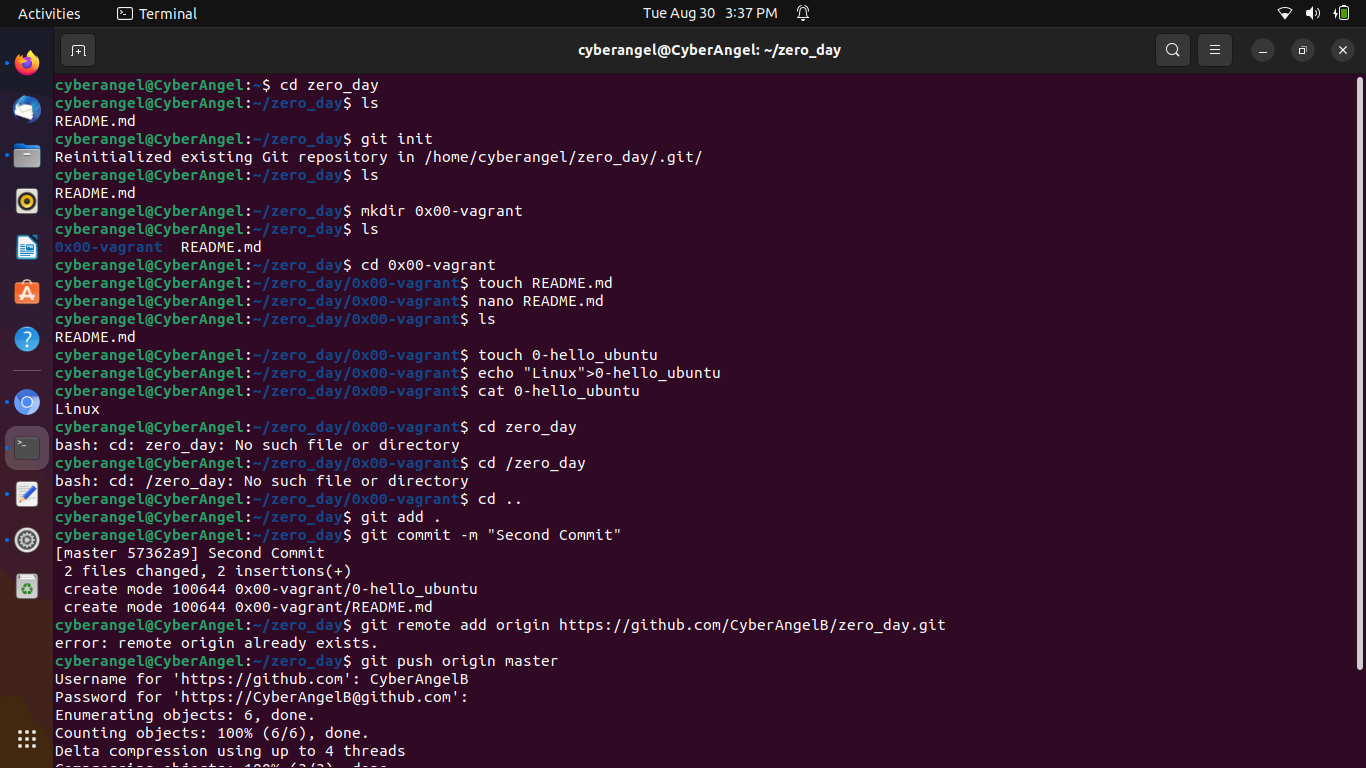 Activities
Terminal
Tue Aug 30 3:37 PM
cyberangel@CyberAngel: ~/zero_day
cyberangel@CyberAngel:~$ cd zero_day
cyberangel@CyberAngel:~/zero_day$ ls
README.md
cyberangel@CyberAngel:~/zero_day$ git init
Reinitialized existing Git repository in /home/cyberangel/zero_day/.git/
cyberangel@CyberAngel:~/zero_day$ ls
README.md
cyberangel@CyberAngel:~/zero_day$ mkdir 0x00-vagrant
cyberangel@CyberAngel:~/zero_day$ ls
0x00-vagrant  README.md
cyberangel@CyberAngel:~/zero_day$ cd 0x00-vagrant
cyberangel@CyberAngel:~/zero_day/0x00-vagrant$ touch README.md
cyberangel@CyberAngel:~/zero_day/0x00-vagrant$ nano README.md
cyberangel@CyberAngel:~/zero_day/0x00-vagrant$ ls
README.md
cyberangel@CyberAngel:~/zero_day/0x00-vagrant$ touch 0-hello_ubuntu
cyberangel@CyberAngel:~/zero_day/0x00-vagrant$ echo "Linux">0-hello_ubuntu
cyberangel@CyberAngel:~/zero_day/0x00-vagrant$ cat 0-hello_ubuntu
Linux
cyberangel@CyberAngel:~/zero_day/0x00-vagrant$ cd zero_day
bash: cd: zero_day: No such file or directory
cyberangel@CyberAngel:~/zero_day/0x00-vagrant$ cd /zero_day
bash: cd: /zero_day: No such file or directory
cyberangel@CyberAngel:~/zero_day/0x00-vagrant$ cd ..
cyberangel@CyberAngel:~/zero_day$ git add .
cyberangel@CyberAngel:~/zero_day$ git commit -m "Second Commit"
[master 57362a9] Second Commit
 2 files changed, 2 insertions(+)
 create mode 100644 0x00-vagrant/0-hello_ubuntu
 create mode 100644 0x00-vagrant/README.md
cyberangel@CyberAngel:~/zero_day$ git remote add origin https://github.com/CyberAngelB/zero_day.git
error: remote origin already exists.
cyberangel@CyberAngel:~/zero_day$ git push origin master
Username for 'https://github.com': CyberAngelB
Password for 'https://CyberAngelB@github.com':
Enumerating objects: 6, done.
Counting objects: 100% (6/6), done.
Delta compression using up to 4 threads